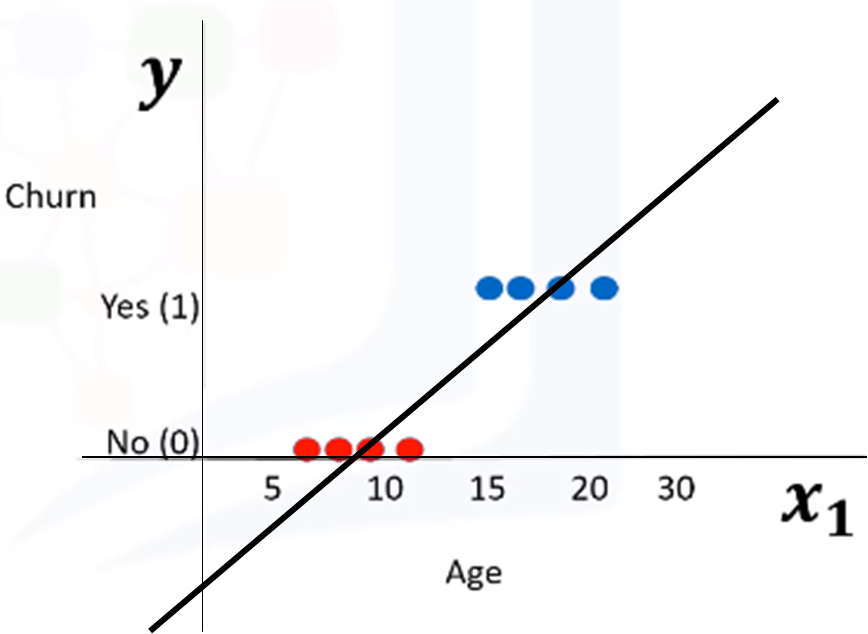 y
Churn
Yes (1)
No (0)
5 10 15 20 30
x₁
Age